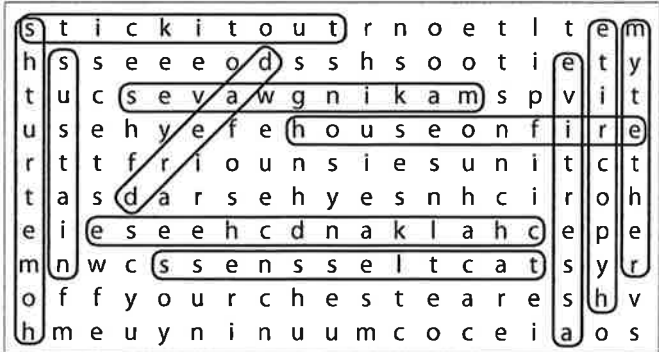 s t i c k i t o u t r n o e t l t e m
h s s e e e o d s s h s o o t i e t y
t u c s e v a w g n i k a m s p v i t
u s e h y e f e h o u s e o n f i r e
r t t f r i o u n s i e s u n i t c t
t a s d a r s e h y e s n h c i r o h
e i e s e e h c d n a k l a h c e p e
m n w c s s e n s s e l t c a t s y r
o f f y o u r c h e s t e a r e s h v
h m e u y n i n u u m c o c e i a o s